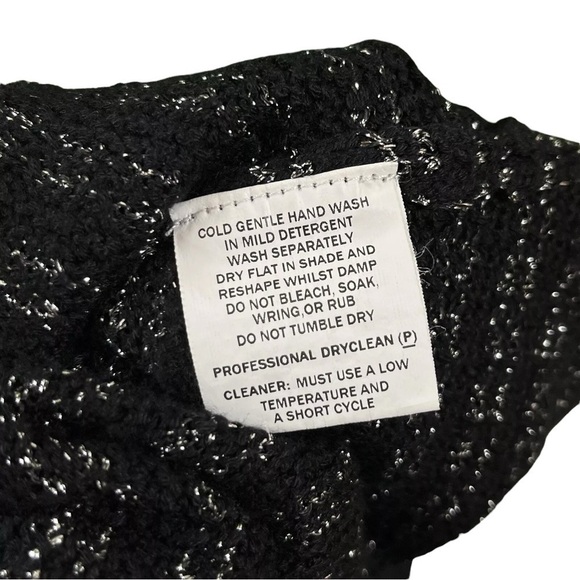 COLD GENTLE HAND WASH
IN MILD DETERGENT
WASH SEPARATELY
DRY FLAT IN SHADE AND
RESHAPE WHILST DAMP
DO NOT BLEACH, SOAK,
WRING,OR RUB
DO NOT TUMBLE DRY
PROFESSIONAL DRYCLEAN (P)
CLEANER: MUST USE A LOW
TEMPERATURE AND
A SHORT CYCLE